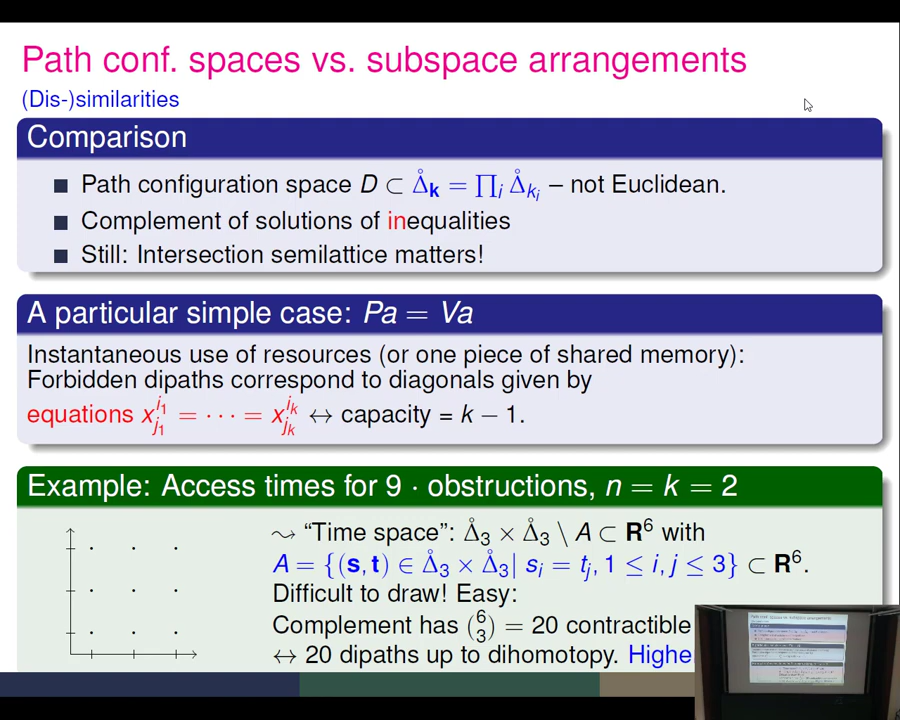 Path conf. spaces vs. subspace arrangements
(Dis-)similarities
Comparison
Path configuration space D ⊂ Δ̊_𝐤 = ∏_i Δ̊_{k_i} – not Euclidean.
Complement of solutions of inequalities
Still: Intersection semilattice matters!
A particular simple case: Pa = Va
Instantaneous use of resources (or one piece of shared memory):
Forbidden dipaths correspond to diagonals given by
equations x_{j_1}^{i_1} = ⋯ = x_{j_k}^{i_k} ↔ capacity = k − 1.
Example: Access times for 9 · obstructions, n = k = 2
⤳ “Time space”: Δ̊_3 × Δ̊_3 \ A ⊂ 𝐑^6 with
A = {(𝐬, 𝐭) ∈ Δ̊_3 × Δ̊_3| s_i = t_j, 1 ≤ i, j ≤ 3} ⊂ 𝐑^6.
Difficult to draw! Easy:
Complement has (6 3) = 20 contractible
↔ 20 dipaths up to dihomotopy. Highe